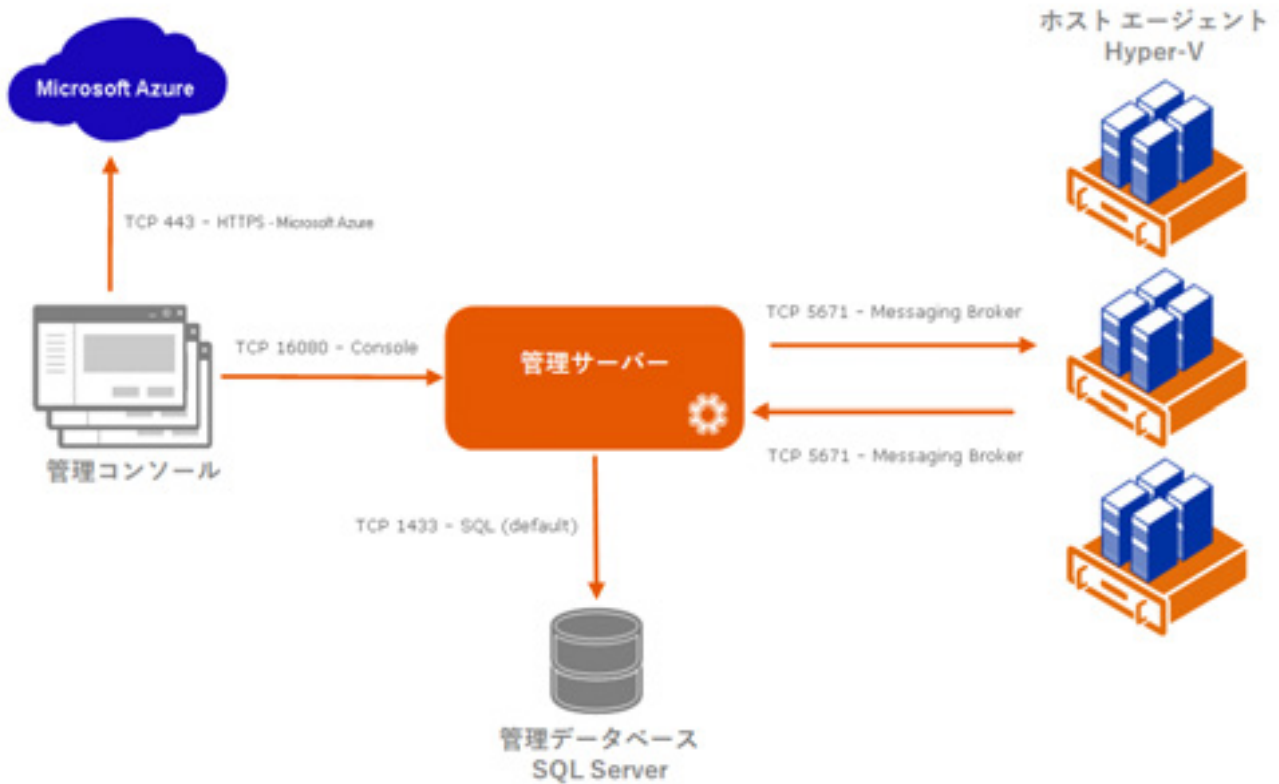 ホスト エージェント
Hyper-V
Microsoft Azure
TCP 443 - HTTPS - Microsoft Azure
TCP 16080 - Console
管理サーバー
TCP 5671 - Messaging Broker
TCP 5671 - Messaging Broker
管理コンソール
TCP 1433 - SQL (default)
管理データベース
SQL Server